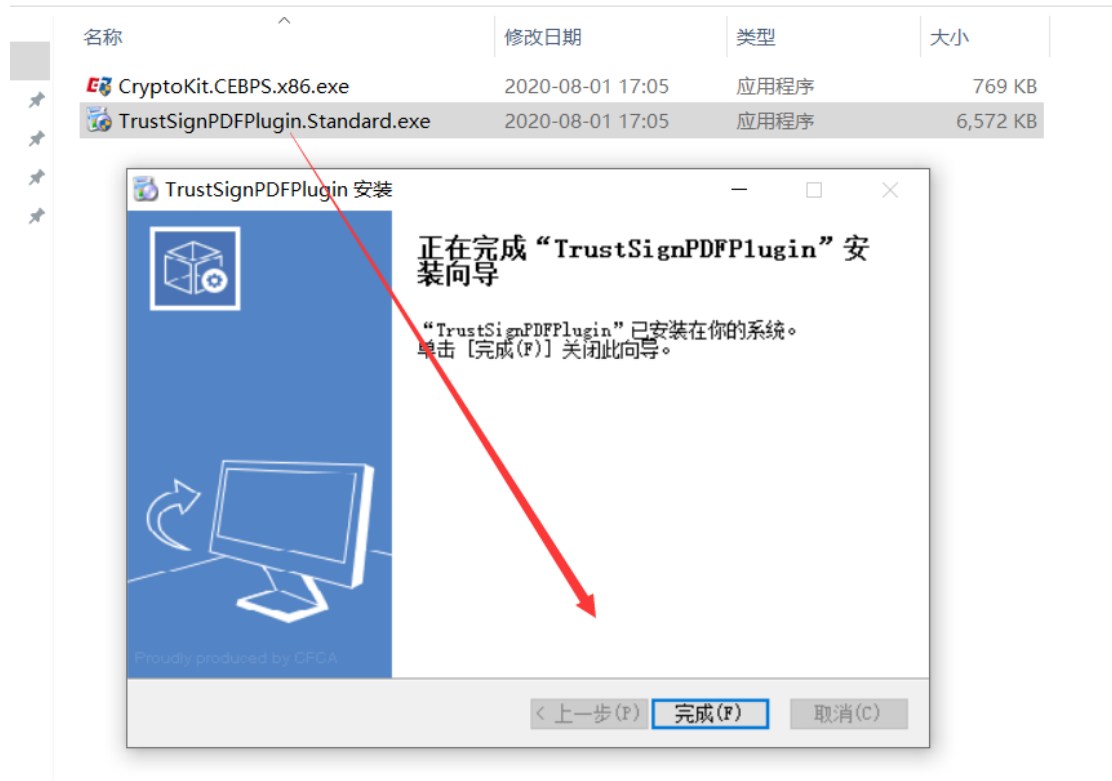 名称 修改日期 类型 大小
CryptoKit.CEBPS.x86.exe 2020-08-01 17:05 应用程序 769 KB
TrustSignPDFPlugin.Standard.exe 2020-08-01 17:05 应用程序 6,572 KB
TrustSignPDFPlugin 安装
正在完成“TrustSignPDFPlugin”安
装向导
“TrustSignPDFPlugin”已安装在你的系统。
单击 [完成(F)] 关闭此向导。
Proudly produced by CFCA
< 上一步(P) 完成(F) 取消(C)